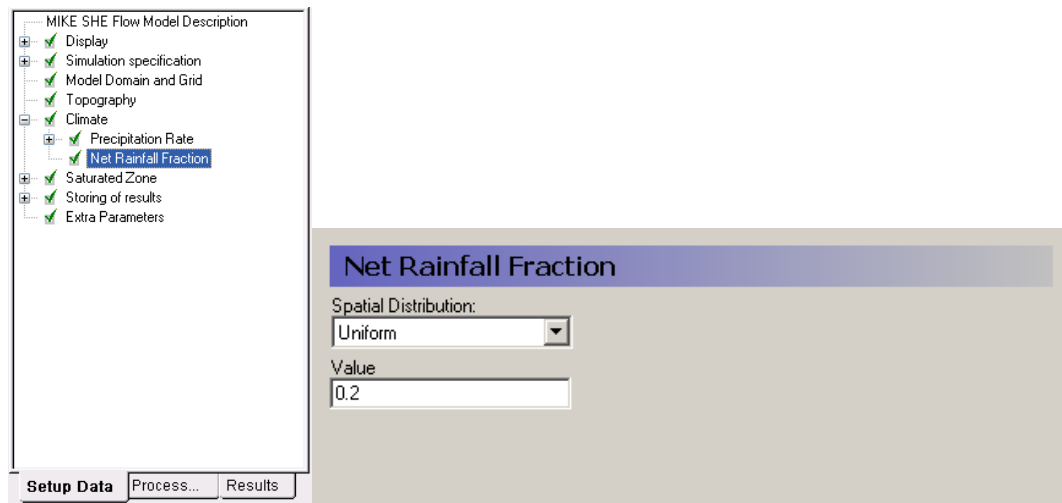 MIKE SHE Flow Model Description
Display
Simulation specification
Model Domain and Grid
Topography
Climate
Precipitation Rate
Net Rainfall Fraction
Saturated Zone
Storing of results
Extra Parameters
Setup Data Process... Results
Net Rainfall Fraction
Spatial Distribution:
Uniform
Value
0.2